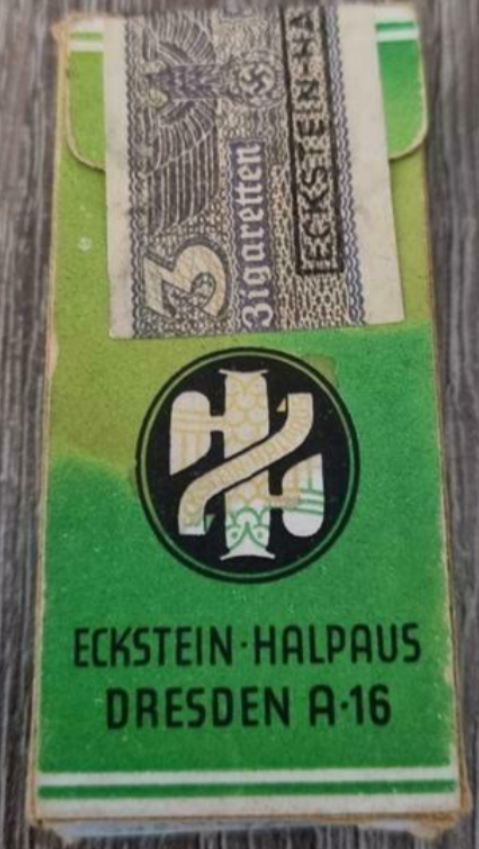 3
Zigaretten
ECKSTEIN-HA
ECKSTEIN·HALPAUS
DRESDEN A·16